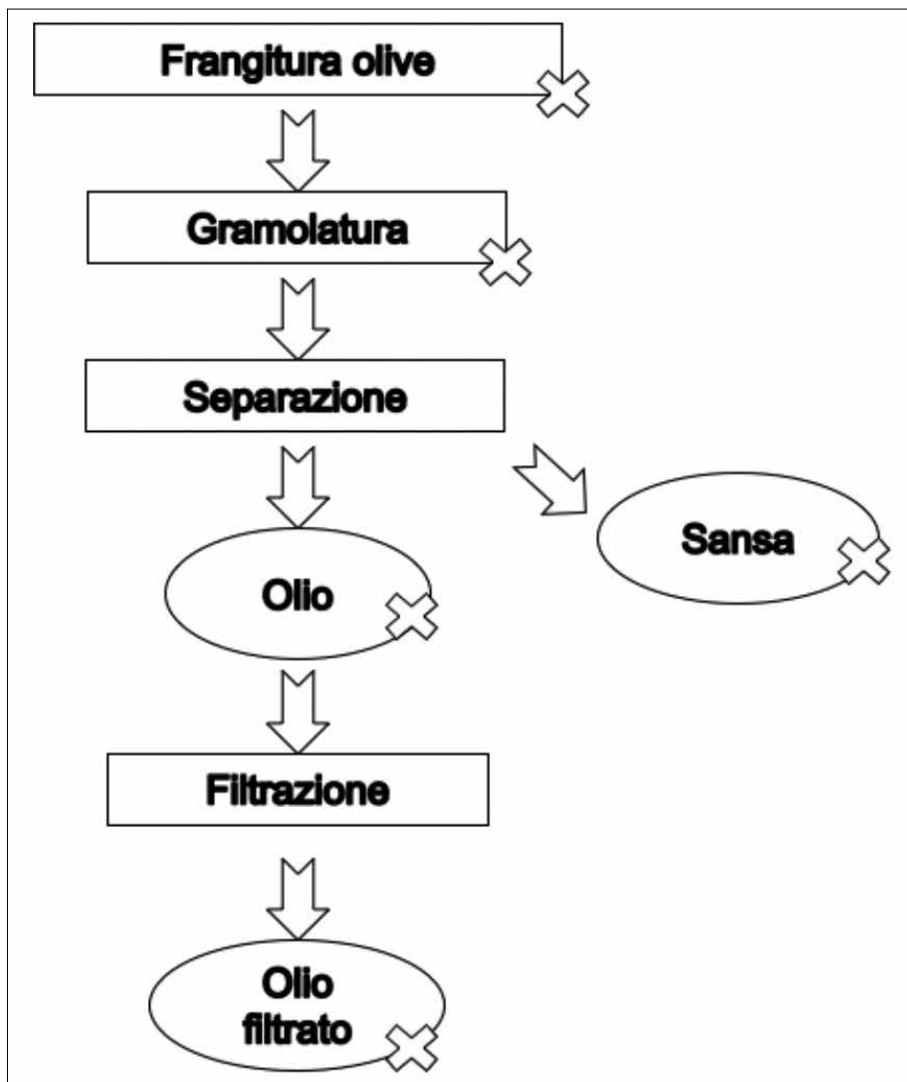 Frangitura olive
Gramolatura
Separazione
Sansa
Olio
Filtrazione
Olio
filtrato